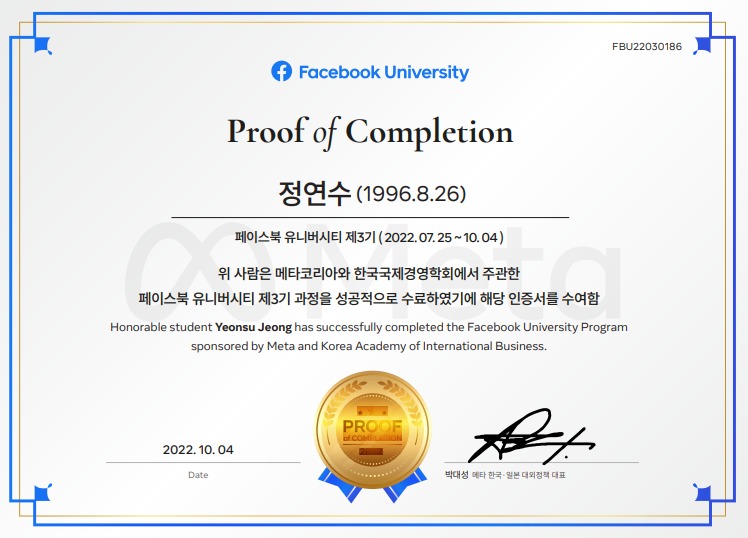 FBU22030186
Facebook University
Proof of Completion
정연수 (1996.8.26)
페이스북 유니버시티 제3기 ( 2022. 07. 25 ~ 10. 04 )
Meta
위 사람은 메타코리아와 한국국제경영학회에서 주관한
페이스북 유니버시티 제3기 과정을 성공적으로 수료하였기에 해당 인증서를 수여함
Honorable student Yeonsu Jeong has successfully completed the Facebook University Program
sponsored by Meta and Korea Academy of International Business.
PROOF
of COMPLETION
2022. 10. 04
Date
박대성 메타 한국·일본 대외정책 대표